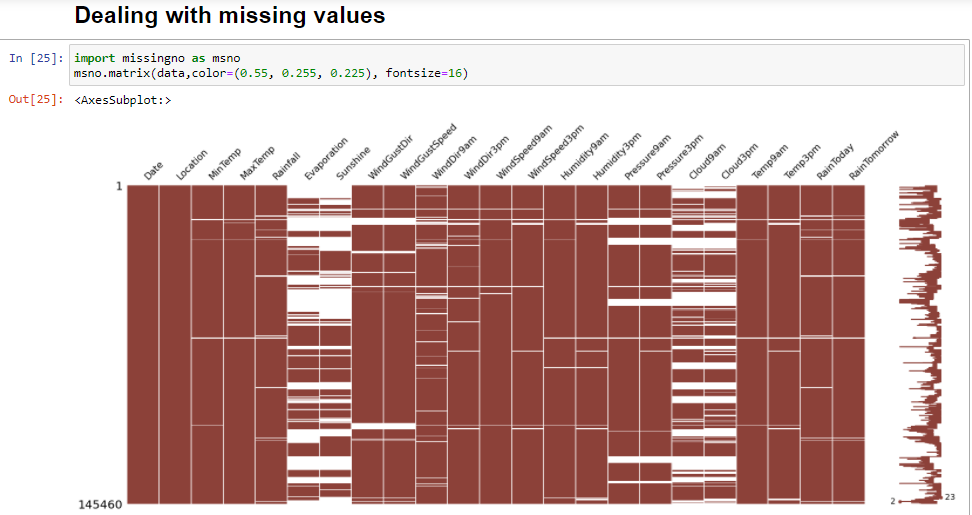 Dealing with missing values
In [25]: import missingno as msno
msno.matrix(data,color=(0.55, 0.255, 0.225), fontsize=16)
Out[25]: <AxesSubplot:>
Date
Location
MinTemp
MaxTemp
Rainfall
Evaporation
Sunshine
WindGustDir
WindGustSpeed
WindDir9am
WindDir3pm
WindSpeed9am
WindSpeed3pm
Humidity9am
Humidity3pm
Pressure9am
Pressure3pm
Cloud9am
Cloud3pm
Temp9am
Temp3pm
RainToday
RainTomorrow
1
145460
2
23